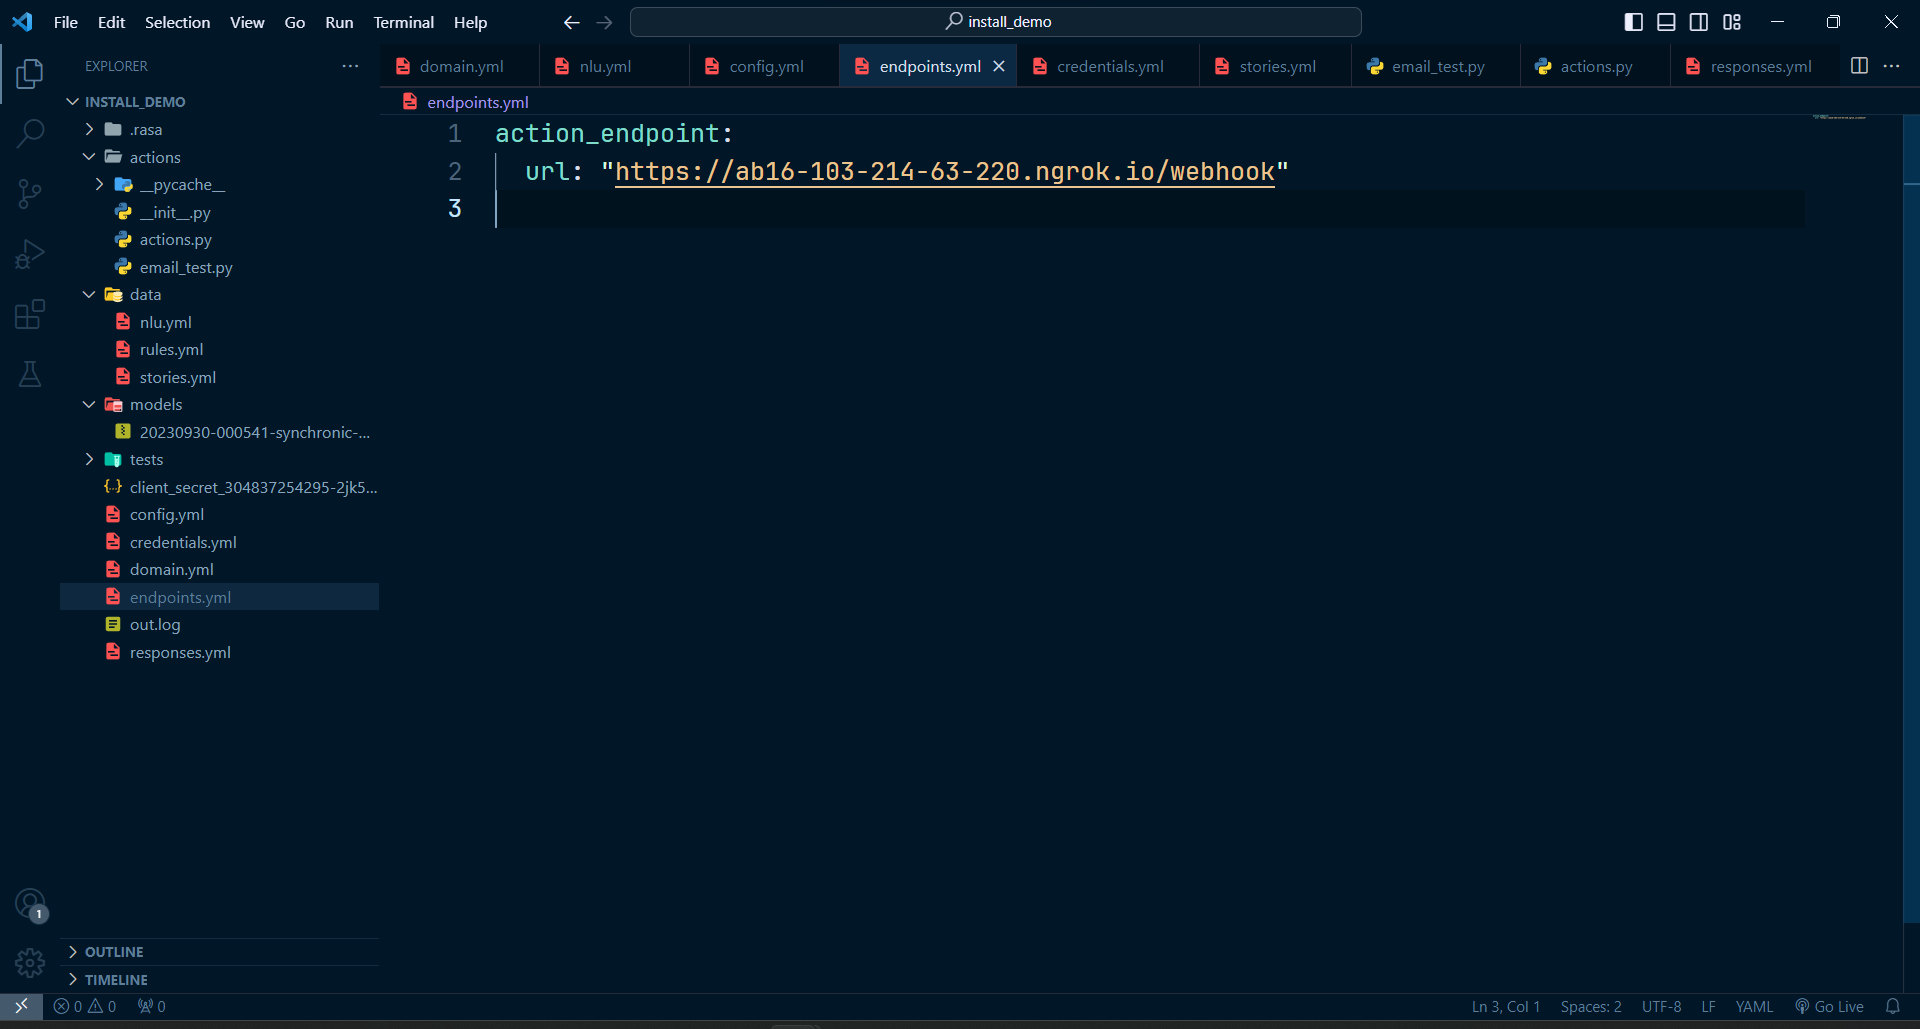 File Edit Selection View Go Run Terminal Help
install_demo
EXPLORER
domain.yml nlu.yml config.yml endpoints.yml credentials.yml stories.yml email_test.py actions.py responses.yml
endpoints.yml
INSTALL_DEMO
.rasa
actions
__pycache__
__init__.py
actions.py
email_test.py
data
nlu.yml
rules.yml
stories.yml
models
20230930-000541-synchronic-...
tests
client_secret_304837254295-2jk5...
config.yml
credentials.yml
domain.yml
endpoints.yml
out.log
responses.yml
1 action_endpoint:
2 url: "https://ab16-103-214-63-220.ngrok.io/webhook"
3
1
OUTLINE
TIMELINE
0 0 0
Ln 3, Col 1 Spaces: 2 UTF-8 LF YAML Go Live